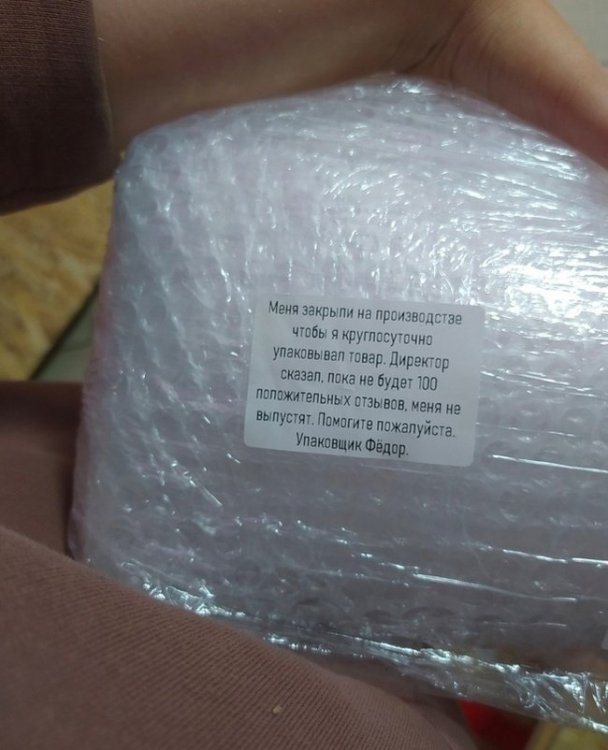 Меня закрыли на производстве
чтобы я круглосуточно
упаковывал товар. Директор
сказал, пока не будет 100
положительных отзывов, меня не
выпустят. Помогите пожалуйста.
Упаковщик Фёдор.